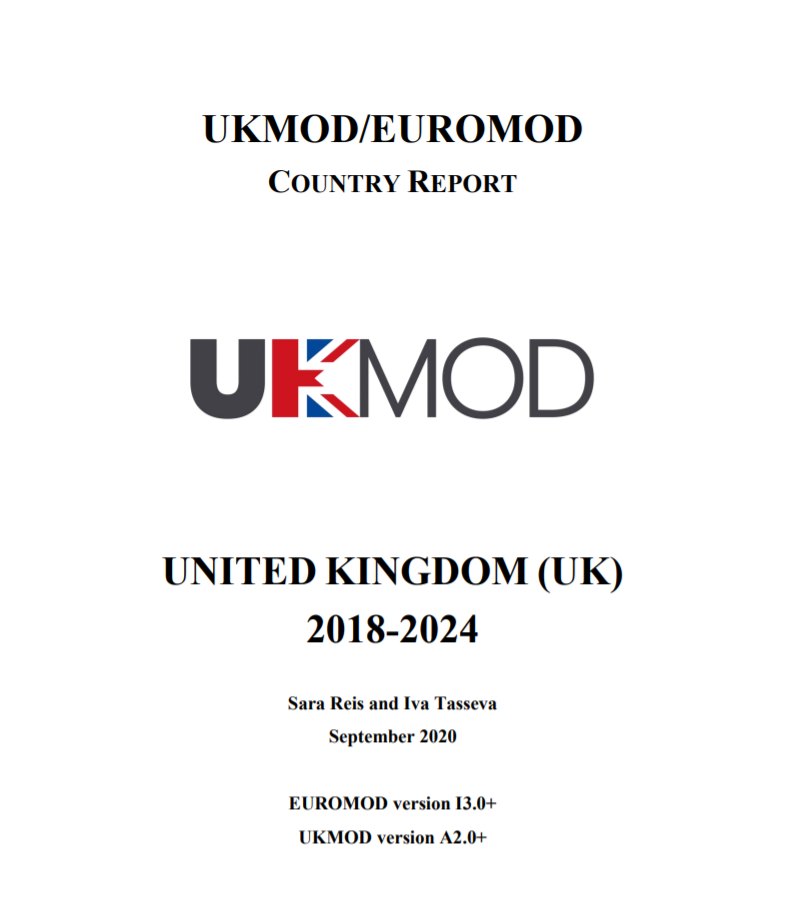 UKMOD/EUROMOD
COUNTRY REPORT
UKMOD
UNITED KINGDOM (UK)
2018-2024
Sara Reis and Iva Tasseva
September 2020
EUROMOD version I3.0+
UKMOD version A2.0+